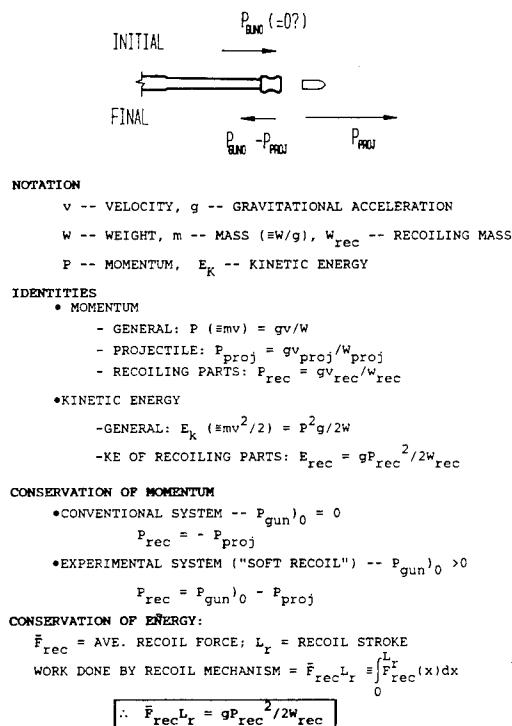 P_GUN0 (=0?)
INITIAL
FINAL
P_GUN0 - P_PROJ
P_PROJ
NOTATION
v -- VELOCITY, g -- GRAVITATIONAL ACCELERATION
W -- WEIGHT, m -- MASS (≡W/g), W_rec -- RECOILING MASS
P -- MOMENTUM, E_K -- KINETIC ENERGY
IDENTITIES
• MOMENTUM
- GENERAL: P (≡mv) = gv/W
- PROJECTILE: P_proj = gv_proj/W_proj
- RECOILING PARTS: P_rec = gv_rec/w_rec
•KINETIC ENERGY
-GENERAL: E_k (≡mv²/2) = P²g/2W
-KE OF RECOILING PARTS: E_rec = gP_rec²/2W_rec
CONSERVATION OF MOMENTUM
•CONVENTIONAL SYSTEM -- P_gun)_0 = 0
P_rec = - P_proj
•EXPERIMENTAL SYSTEM ("SOFT RECOIL") -- P_gun)_0 >0
P_rec = P_gun)_0 - P_proj
CONSERVATION OF ENERGY:
F̄_rec = AVE. RECOIL FORCE; L_r = RECOIL STROKE
WORK DONE BY RECOIL MECHANISM = F̄_rec L_r ≡ ∫_0^L_r F_rec(x)dx
∴ F̄_rec L_r = gP_rec²/2W_rec